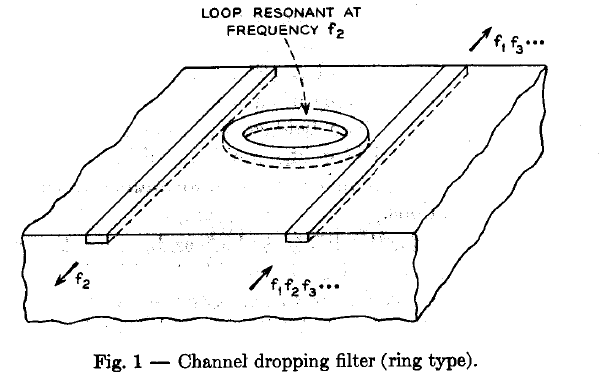 LOOP RESONANT AT
FREQUENCY f2
f1 f3...
f2
f1 f2 f3...
Fig. 1 — Channel dropping filter (ring type).